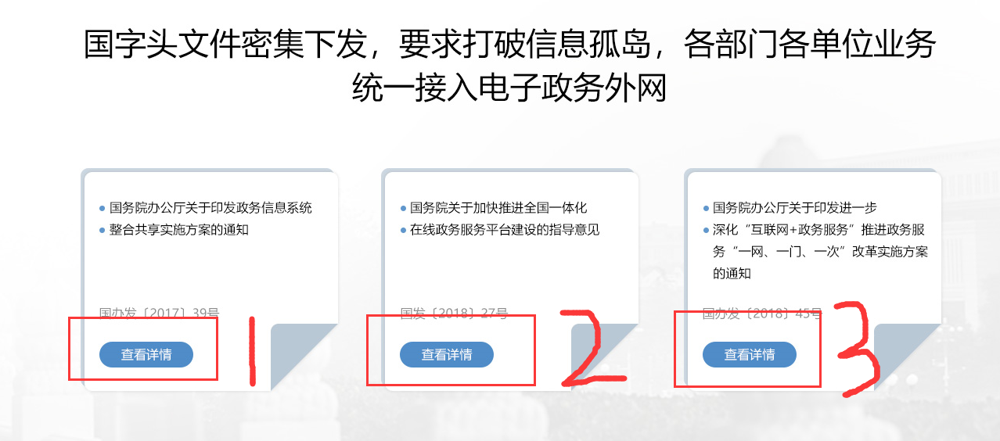 国字头文件密集下发，要求打破信息孤岛，各部门各单位业务
统一接入电子政务外网
国务院办公厅关于印发政务信息系统
整合共享实施方案的通知
国办发〔2017〕39号
查看详情
1
国务院关于加快推进全国一体化
在线政务服务平台建设的指导意见
国发〔2018〕27号
查看详情
2
国务院办公厅关于印发进一步
深化“互联网+政务服务”推进政务服
务“一网、一门、一次”改革实施方案
的通知
国办发〔2018〕45号
查看详情
3